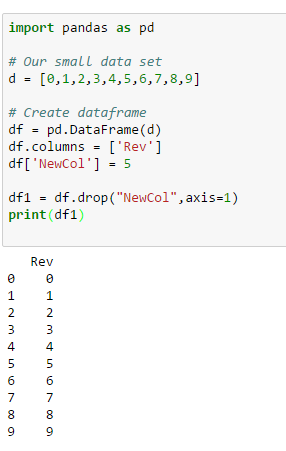 import pandas as pd
# Our small data set
d = [0,1,2,3,4,5,6,7,8,9]
# Create dataframe
df = pd.DataFrame(d)
df.columns = ['Rev']
df['NewCol'] = 5
df1 = df.drop("NewCol",axis=1)
print(df1)
Rev
0 0
1 1
2 2
3 3
4 4
5 5
6 6
7 7
8 8
9 9